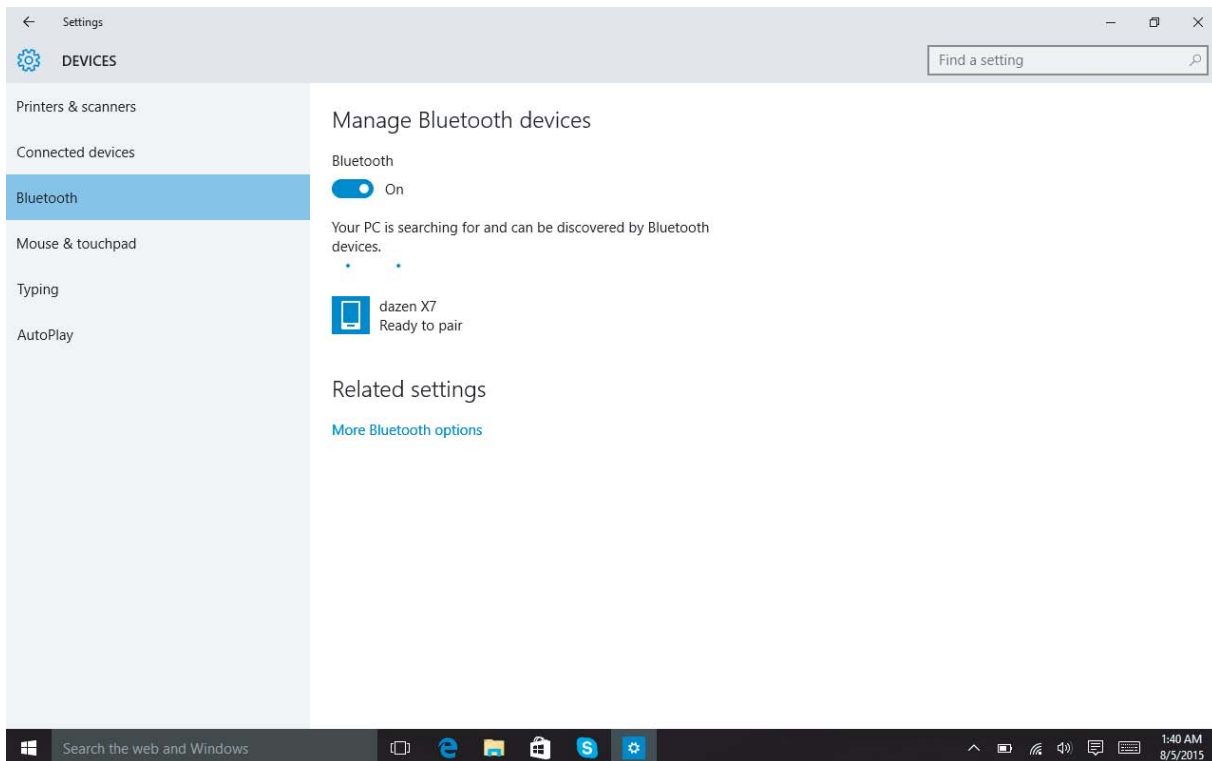 Settings
DEVICES
Find a setting
Printers & scanners
Connected devices
Bluetooth
Mouse & touchpad
Typing
AutoPlay
Manage Bluetooth devices
Bluetooth
On
Your PC is searching for and can be discovered by Bluetooth
devices.
dazen X7
Ready to pair
Related settings
More Bluetooth options
Search the web and Windows
1:40 AM
8/5/2015